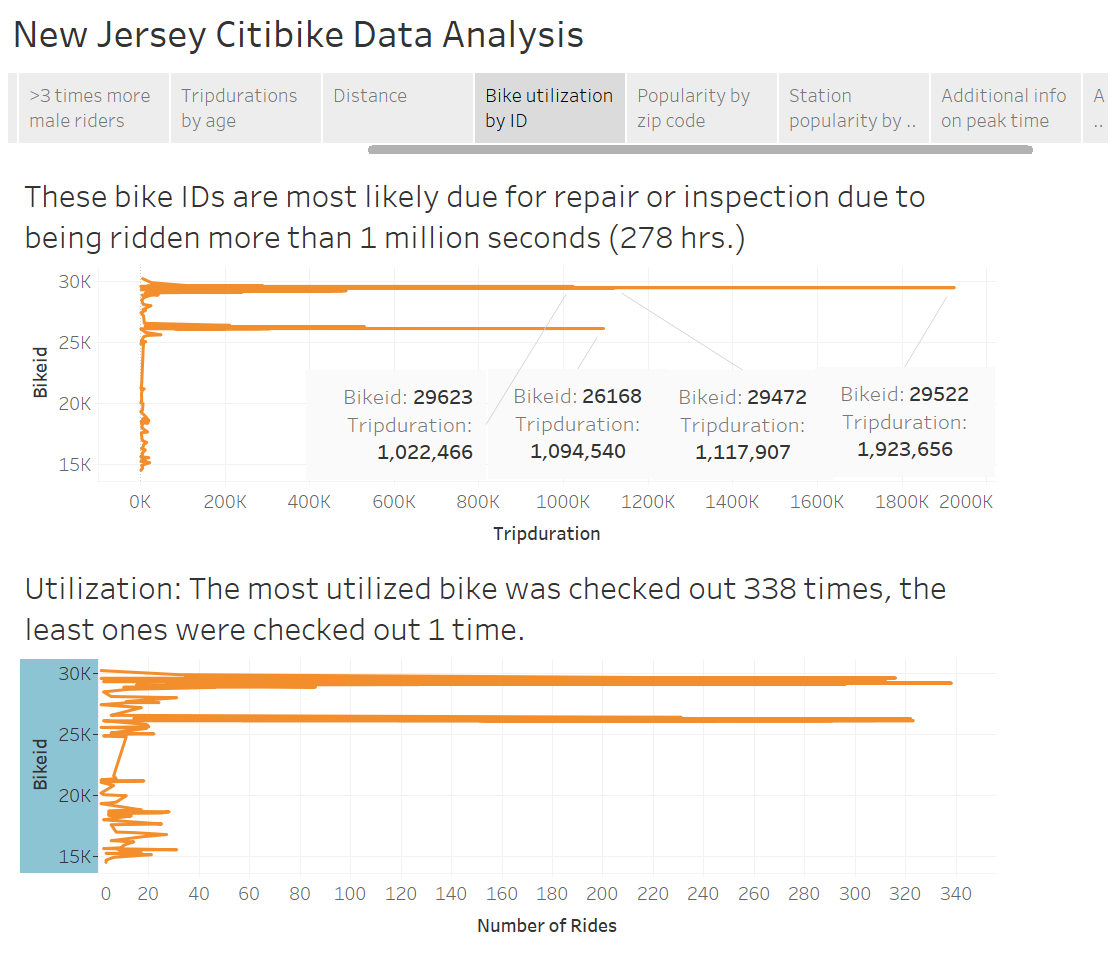 New Jersey Citibike Data Analysis
>3 times more
male riders
Tripdurations
by age
Distance
Bike utilization
by ID
Popularity by
zip code
Station
popularity by ..
Additional info
on peak time
A
..
These bike IDs are most likely due for repair or inspection due to
being ridden more than 1 million seconds (278 hrs.)
30K
25K
20K
15K
Bikeid
Bikeid: 29623
Tripduration:
1,022,466
Bikeid: 26168
Tripduration:
1,094,540
Bikeid: 29472
Tripduration:
1,117,907
Bikeid: 29522
Tripduration:
1,923,656
0K 200K 400K 600K 800K 1000K 1200K 1400K 1600K 1800K 2000K
Tripduration
Utilization: The most utilized bike was checked out 338 times, the
least ones were checked out 1 time.
30K
25K
20K
15K
Bikeid
0 20 40 60 80 100 120 140 160 180 200 220 240 260 280 300 320 340
Number of Rides